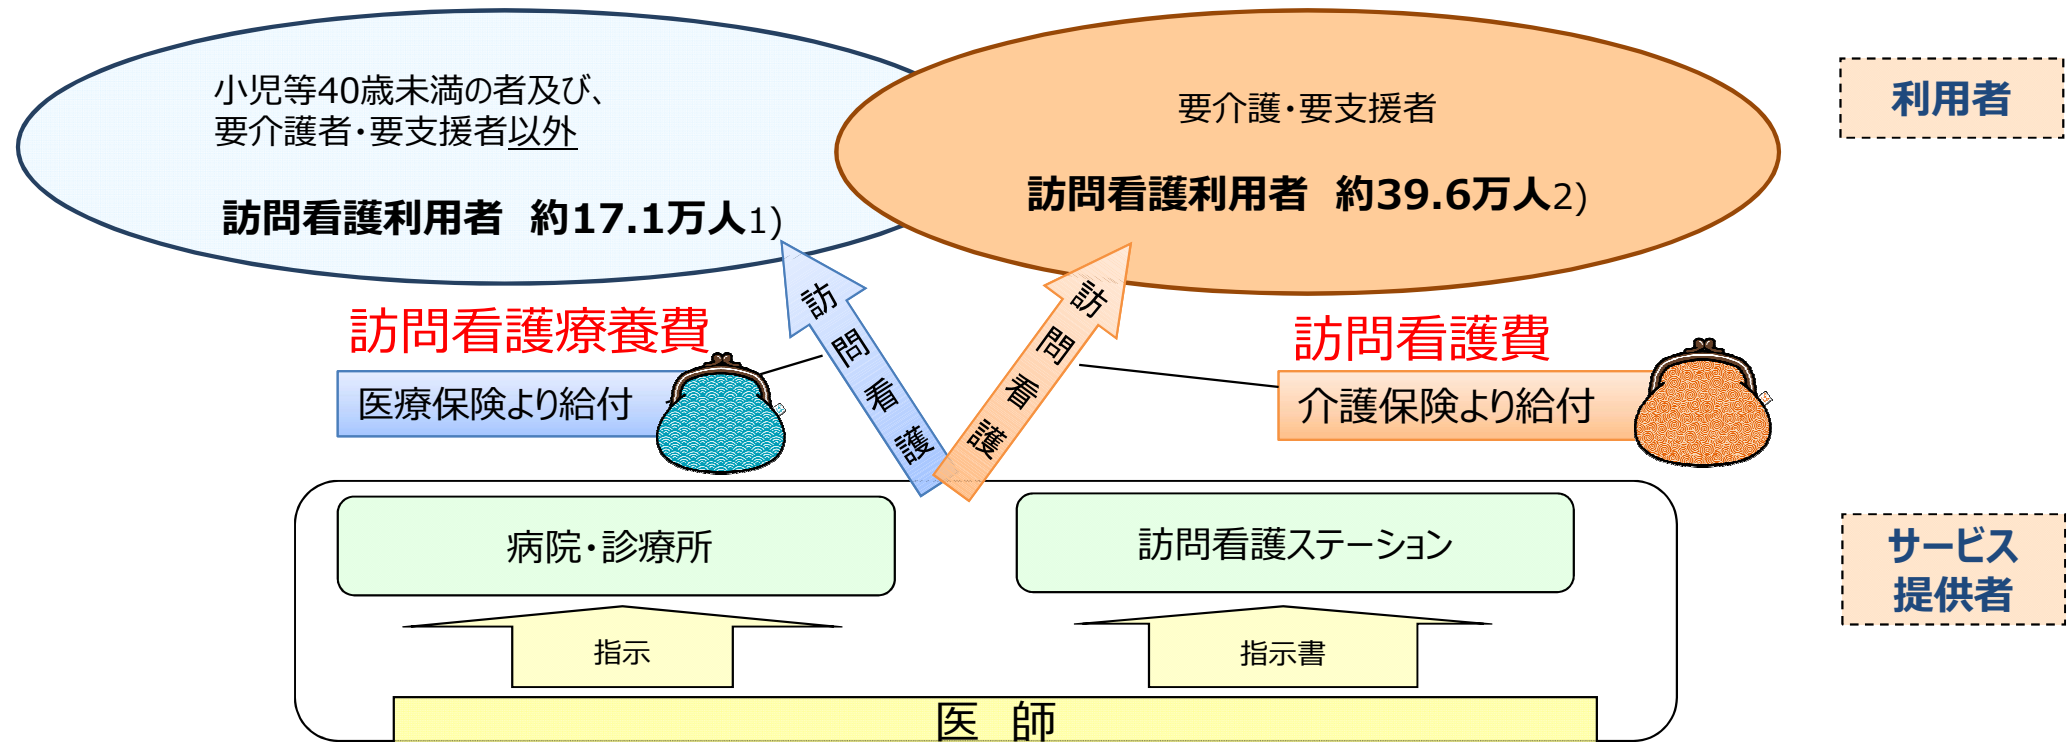 小児等40歳未満の者及び、
要介護者・要支援者以外
訪問看護利用者　約17.1万人1)
要介護・要支援者
訪問看護利用者　約39.6万人2)
利用者
訪問看護療養費
医療保険より給付
訪問看護
訪問看護
訪問看護費
介護保険より給付
病院・診療所
訪問看護ステーション
サービス
提供者
指示
指示書
医　師